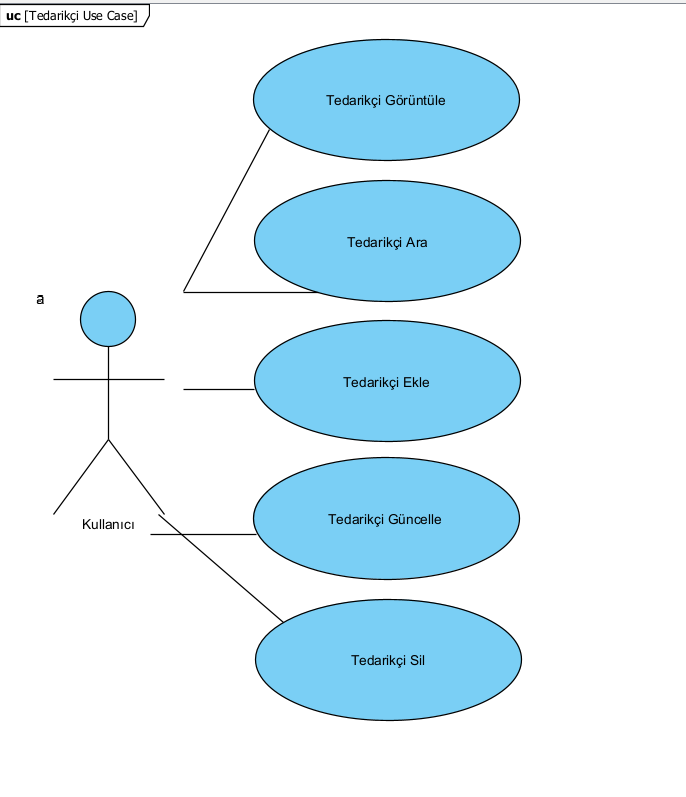 uc [Tedarikçi Use Case]
Tedarikçi Görüntüle
Tedarikçi Ara
a
Tedarikçi Ekle
Tedarikçi Güncelle
Kullanıcı
Tedarikçi Sil